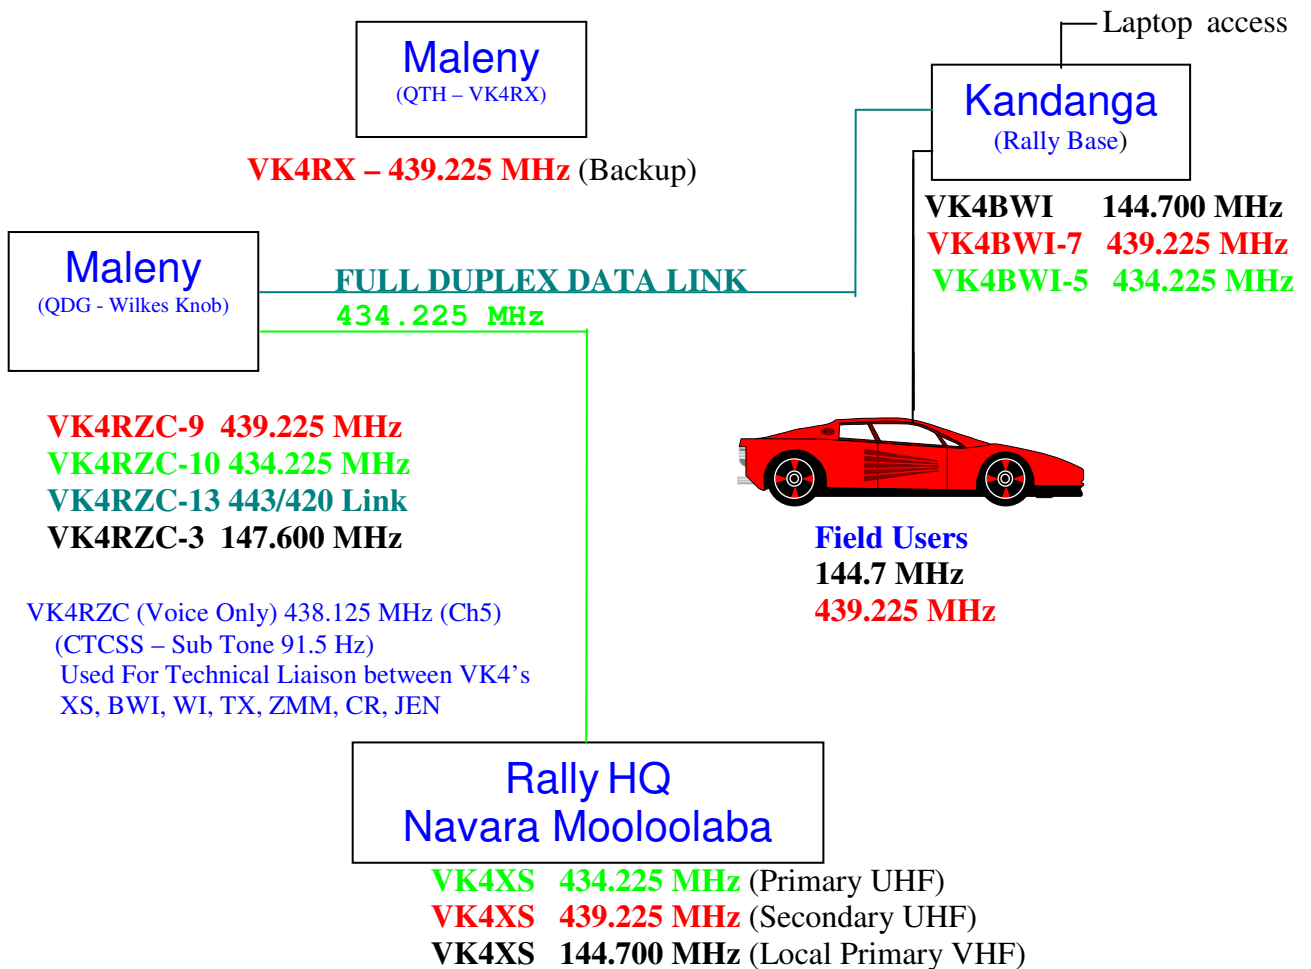 Laptop access
Maleny
(QTH – VK4RX)
Kandanga
(Rally Base)
VK4RX – 439.225 MHz (Backup)
VK4BWI 144.700 MHz
VK4BWI-7 439.225 MHz
VK4BWI-5 434.225 MHz
Maleny
(QDG - Wilkes Knob)
FULL DUPLEX DATA LINK
434.225 MHz
VK4RZC-9 439.225 MHz
VK4RZC-10 434.225 MHz
VK4RZC-13 443/420 Link
VK4RZC-3 147.600 MHz
Field Users
144.7 MHz
439.225 MHz
VK4RZC (Voice Only) 438.125 MHz (Ch5)
(CTCSS – Sub Tone 91.5 Hz)
Used For Technical Liaison between VK4’s
XS, BWI, WI, TX, ZMM, CR, JEN
Rally HQ
Navara Mooloolaba
VK4XS 434.225 MHz (Primary UHF)
VK4XS 439.225 MHz (Secondary UHF)
VK4XS 144.700 MHz (Local Primary VHF)